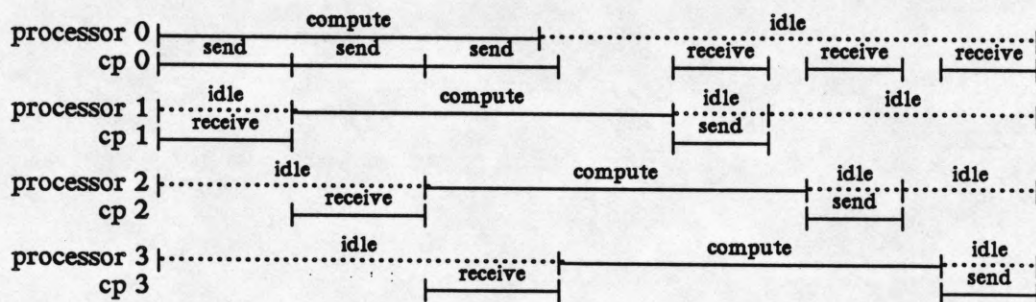 compute idle
processor 0
send send send receive receive receive
cp 0
idle compute idle idle
processor 1
receive send
cp 1
processor 2 idle compute idle idle
receive send
cp 2
processor 3 idle compute idle
receive send
cp 3